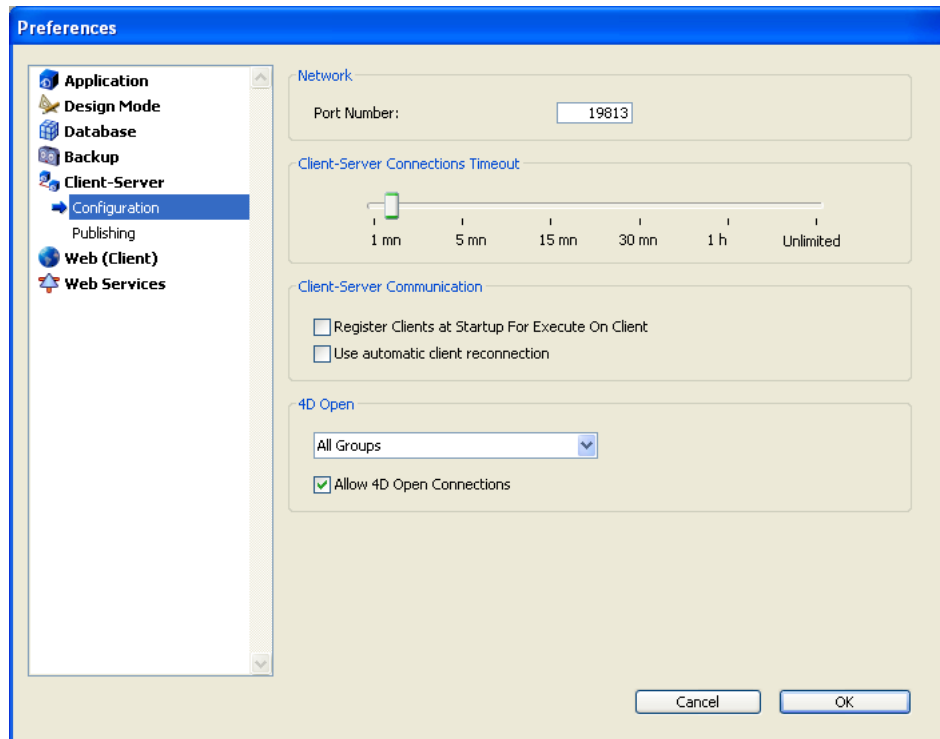 Preferences
Application
Design Mode
Database
Backup
Client-Server
Configuration
Publishing
Web (Client)
Web Services
Network
Port Number: 19813
Client-Server Connections Timeout
1 mn 5 mn 15 mn 30 mn 1 h Unlimited
Client-Server Communication
Register Clients at Startup For Execute On Client
Use automatic client reconnection
4D Open
All Groups
Allow 4D Open Connections
Cancel OK